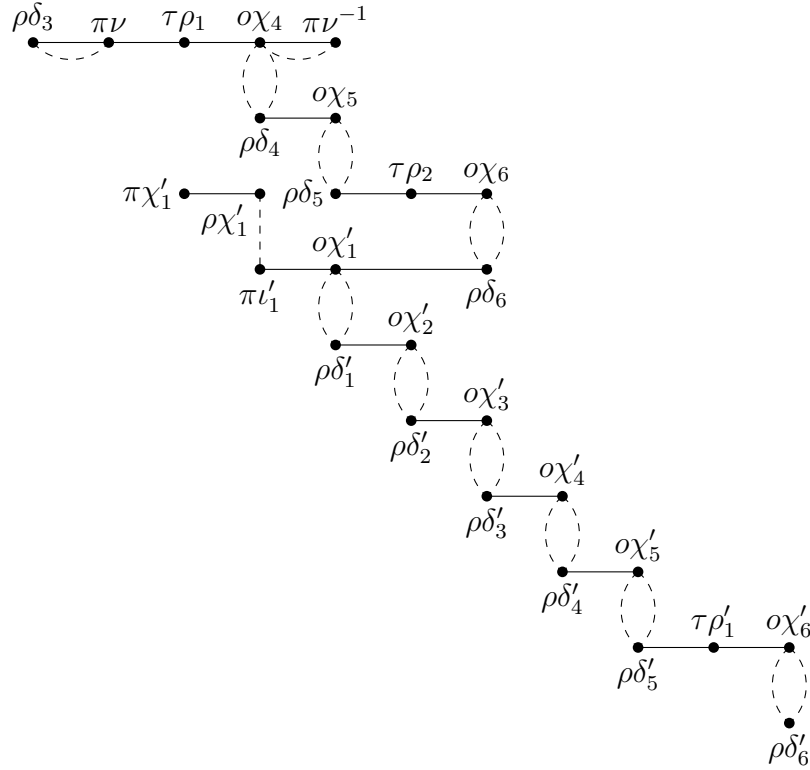 ρδ₃ πν τρ₁ οχ₄ πν⁻¹
οχ₅
ρδ₄
τρ₂ οχ₆
πχ′₁ ρδ₅
ρχ′₁
οχ′₁
πι′₁ ρδ₆
οχ′₂
ρδ′₁
οχ′₃
ρδ′₂
οχ′₄
ρδ′₃
οχ′₅
ρδ′₄
τρ′₁ οχ′₆
ρδ′₅
ρδ′₆